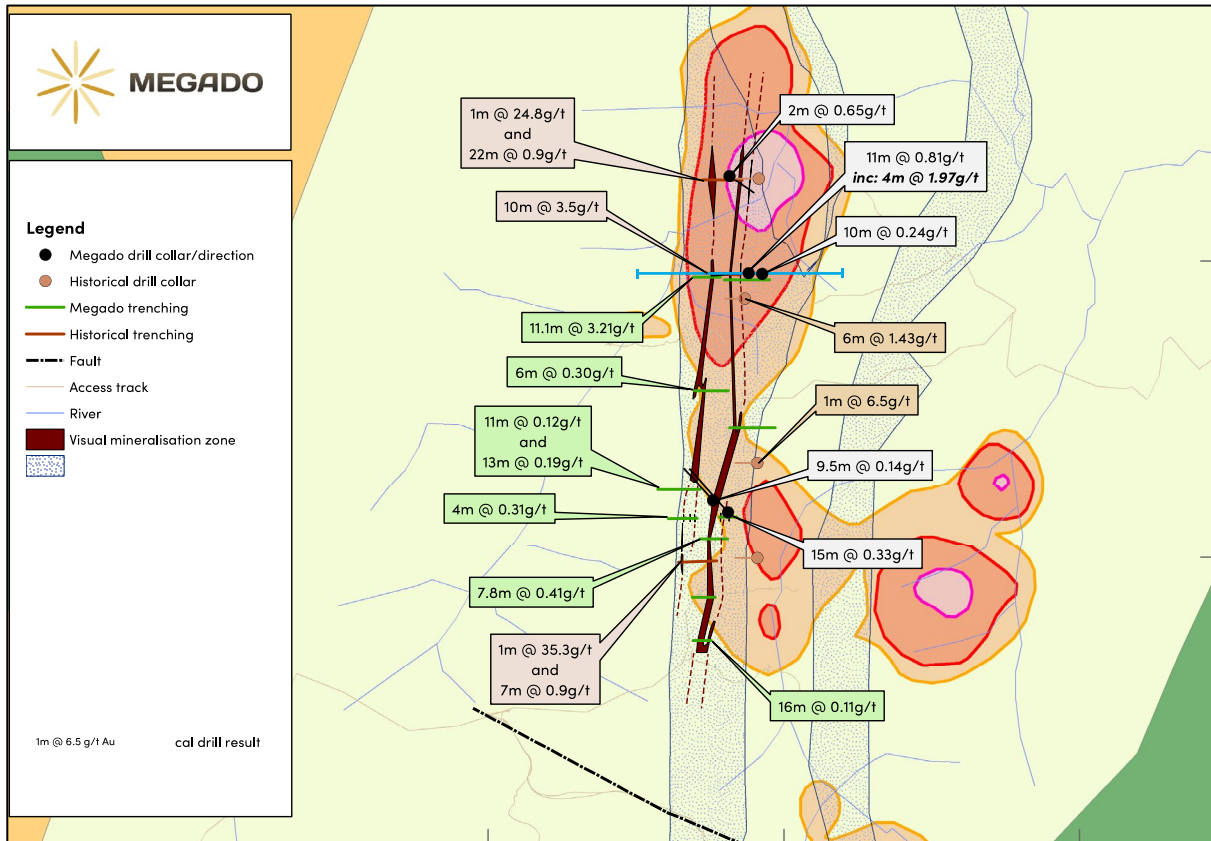 MEGADO
Legend
Megado drill collar/direction
Historical drill collar
Megado trenching
Historical trenching
Fault
Access track
River
Visual mineralisation zone
1m @ 6.5 g/t Au
cal drill result
1m @ 24.8g/t
and
22m @ 0.9g/t
2m @ 0.65g/t
11m @ 0.81g/t
inc: 4m @ 1.97g/t
10m @ 3.5g/t
10m @ 0.24g/t
11.1m @ 3.21g/t
6m @ 1.43g/t
6m @ 0.30g/t
1m @ 6.5g/t
11m @ 0.12g/t
and
13m @ 0.19g/t
9.5m @ 0.14g/t
4m @ 0.31g/t
15m @ 0.33g/t
7.8m @ 0.41g/t
1m @ 35.3g/t
and
7m @ 0.9g/t
16m @ 0.11g/t